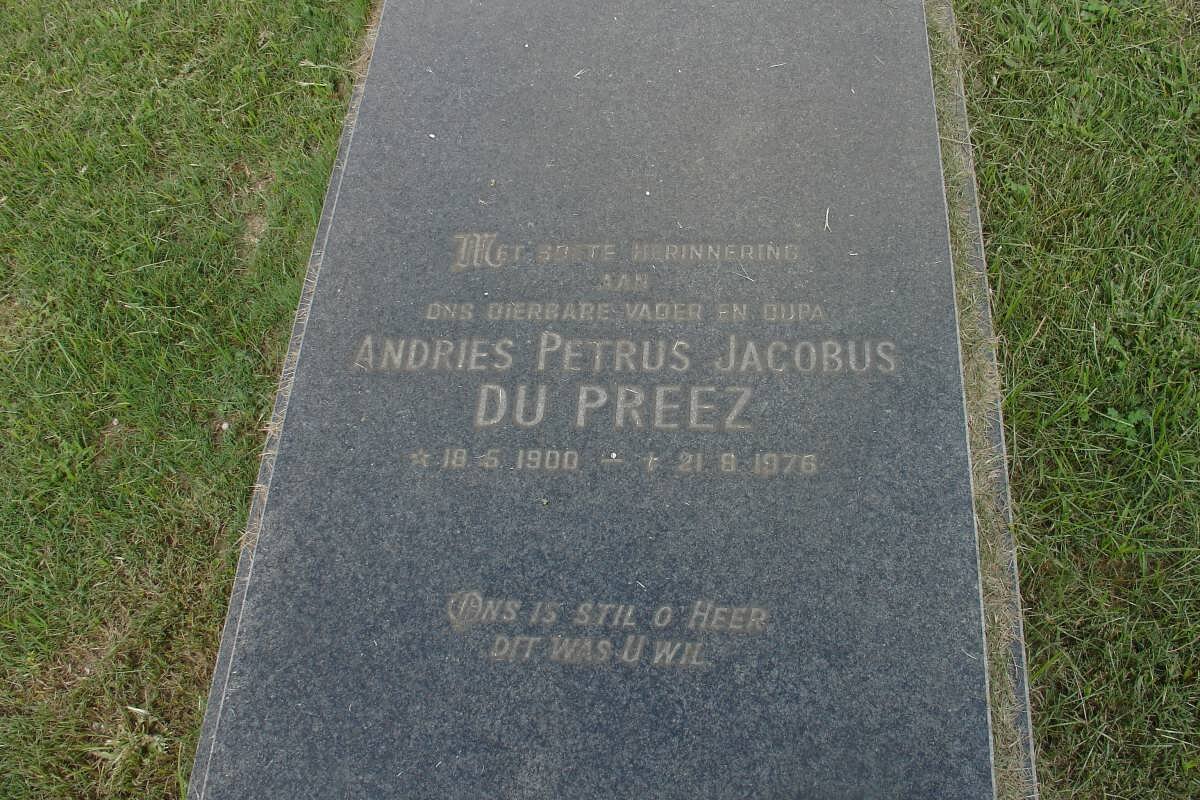 MET SOETE HERINNERING
AAN
ONS DIERBARE VADER EN OUPA
ANDRIES PETRUS JACOBUS
DU PREEZ
☆ 18 5 1900 — † 21 8 1976
ONS IS STIL O' HEER
DIT WAS U WIL